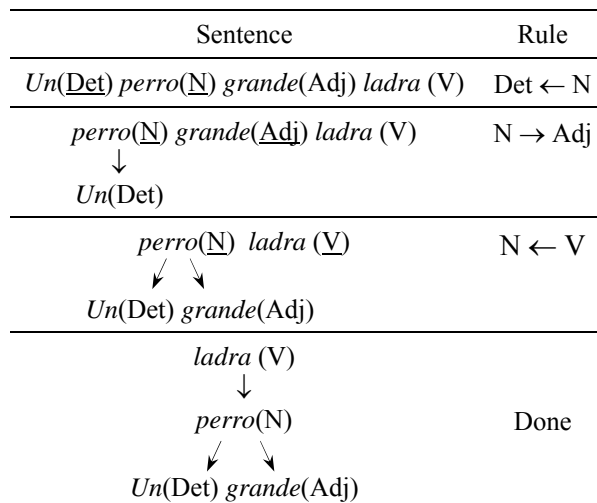 Sentence Rule
Un(Det) perro(N) grande(Adj) ladra (V) Det ← N
perro(N) grande(Adj) ladra (V) N → Adj
↓
Un(Det)
perro(N) ladra (V) N ← V
Un(Det) grande(Adj)
ladra (V)
↓
perro(N) Done
Un(Det) grande(Adj)